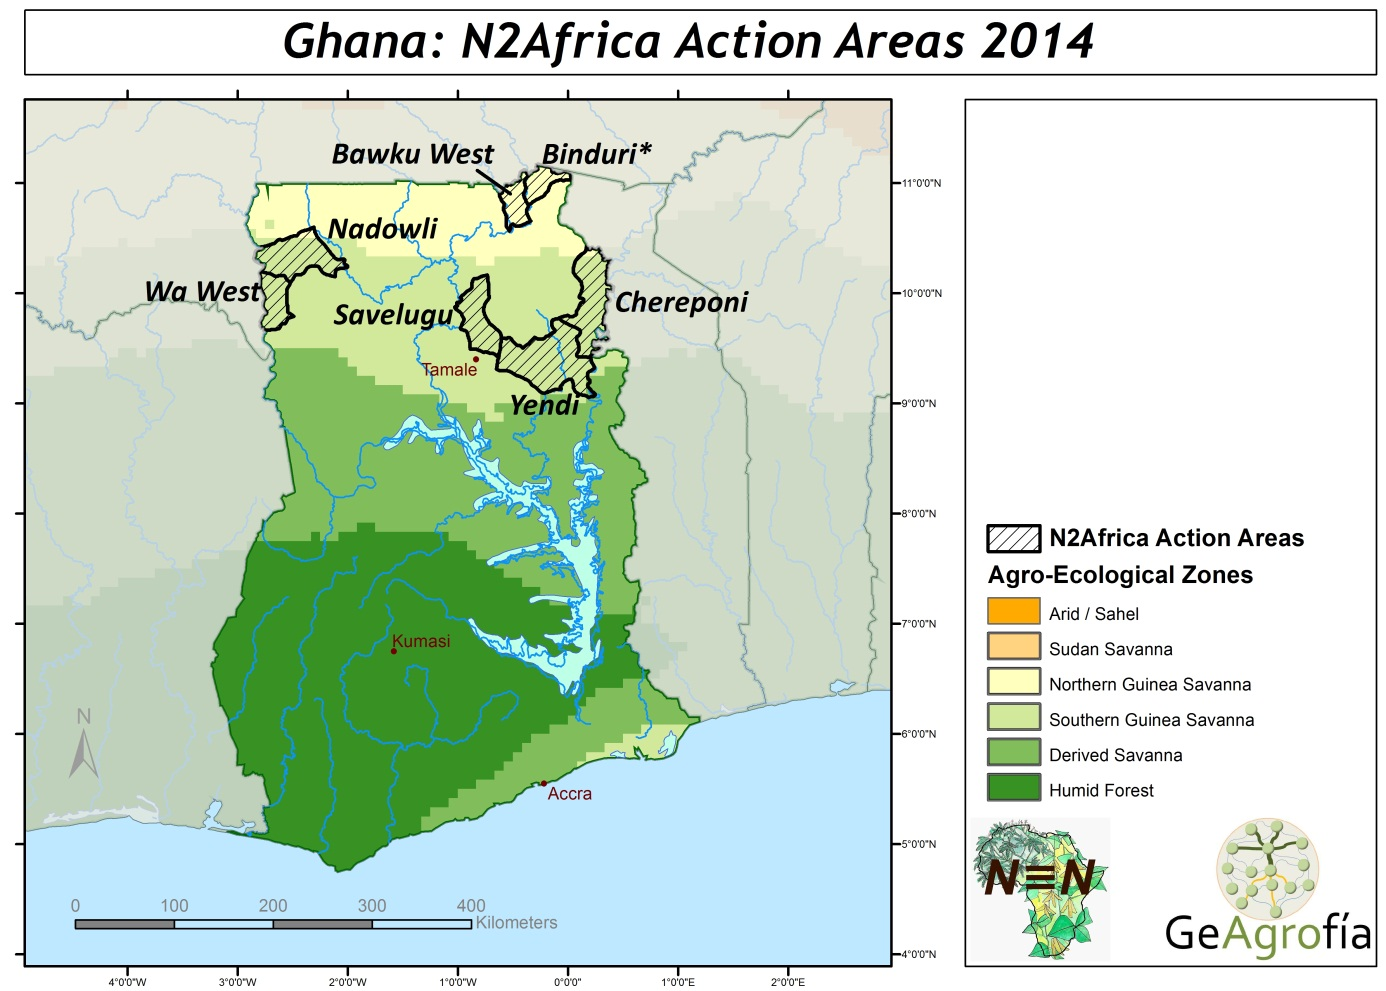 Ghana: N2Africa Action Areas 2014
Bawku West
Binduri*
Nadowli
Wa West
Savelugu
Chereponi
Tamale
Yendi
Kumasi
Accra
N
0 100 200 300 400
Kilometers
11°0'0"N
10°0'0"N
9°0'0"N
8°0'0"N
7°0'0"N
6°0'0"N
5°0'0"N
4°0'0"N
4°0'0"W 3°0'0"W 2°0'0"W 1°0'0"W 0°0'0" 1°0'0"E 2°0'0"E
N2Africa Action Areas
Agro-Ecological Zones
Arid / Sahel
Sudan Savanna
Northern Guinea Savanna
Southern Guinea Savanna
Derived Savanna
Humid Forest
N≡N
GeAgrofía